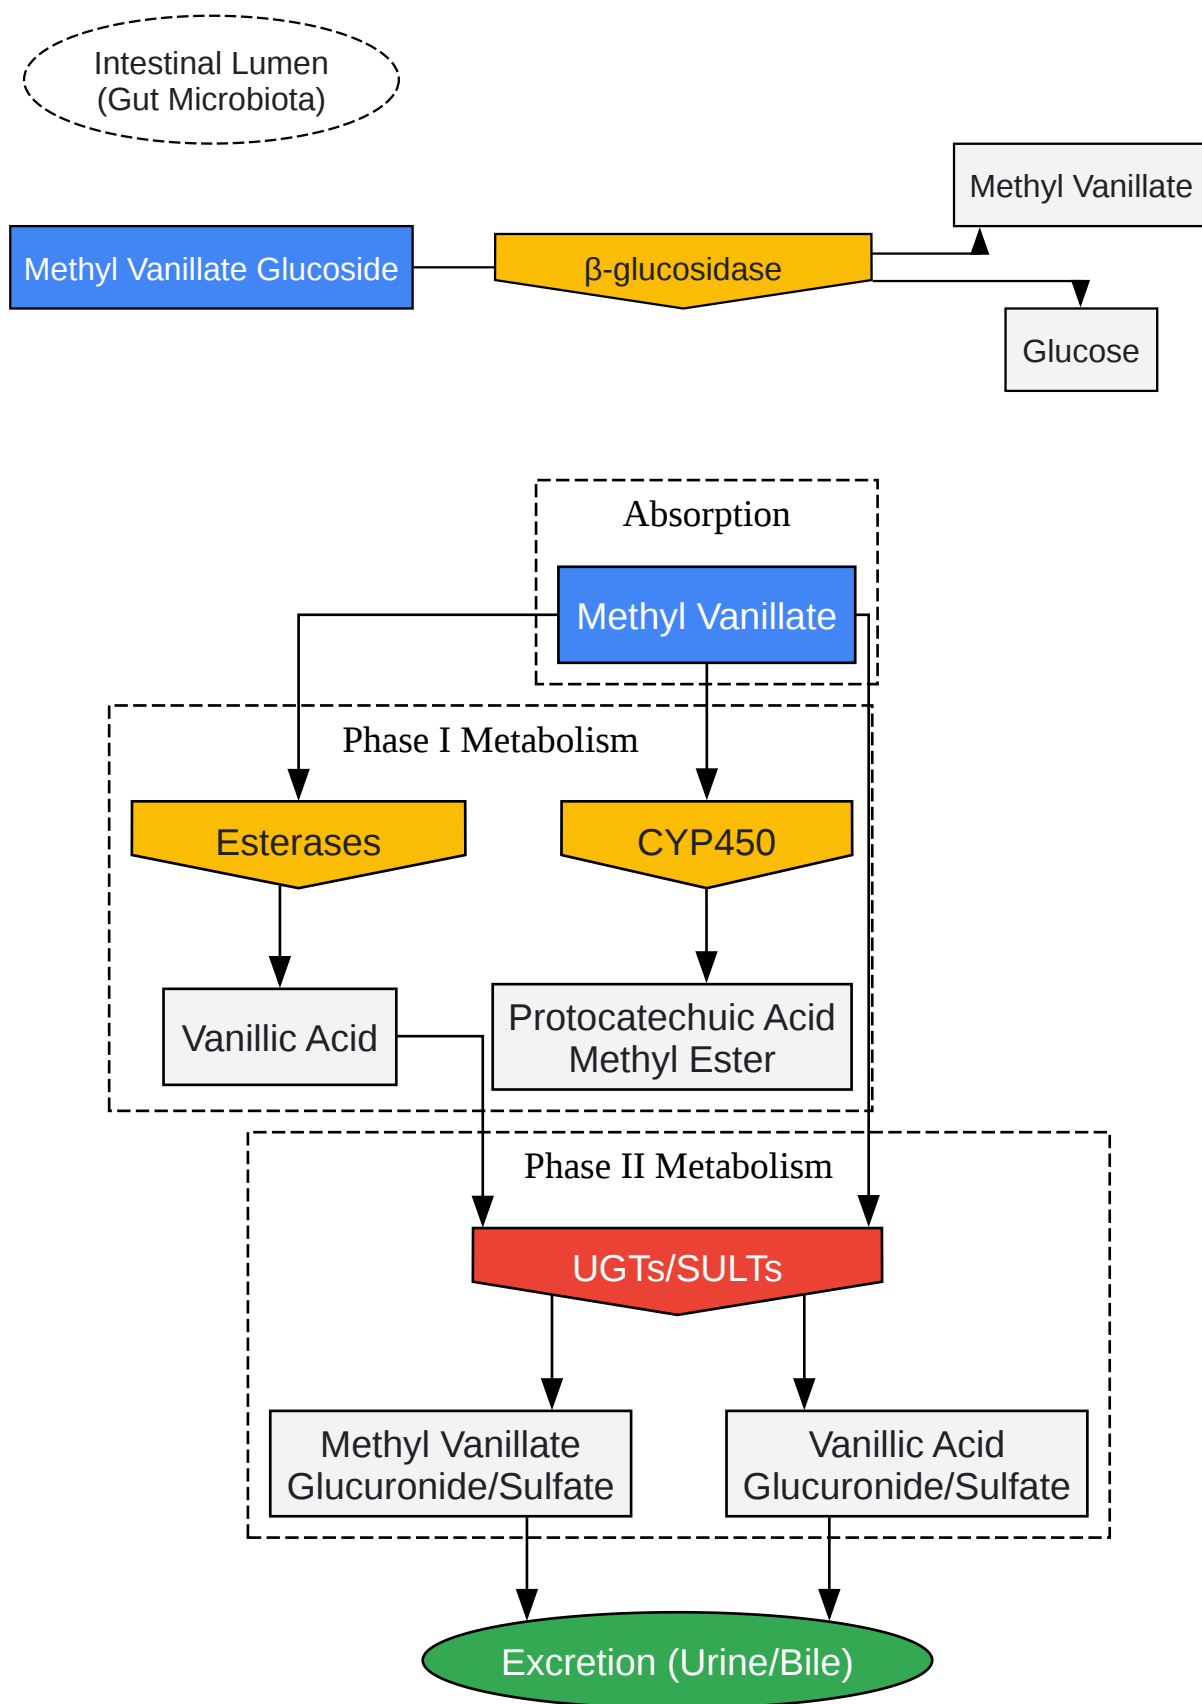 Intestinal Lumen
(Gut Microbiota)
Methyl Vanillate
Methyl Vanillate Glucoside
β-glucosidase
Glucose
Absorption
Methyl Vanillate
Phase I Metabolism
Esterases
CYP450
Vanillic Acid
Protocatechuic Acid
Methyl Ester
Phase II Metabolism
UGTs/SULTs
Methyl Vanillate
Glucuronide/Sulfate
Vanillic Acid
Glucuronide/Sulfate
Excretion (Urine/Bile)